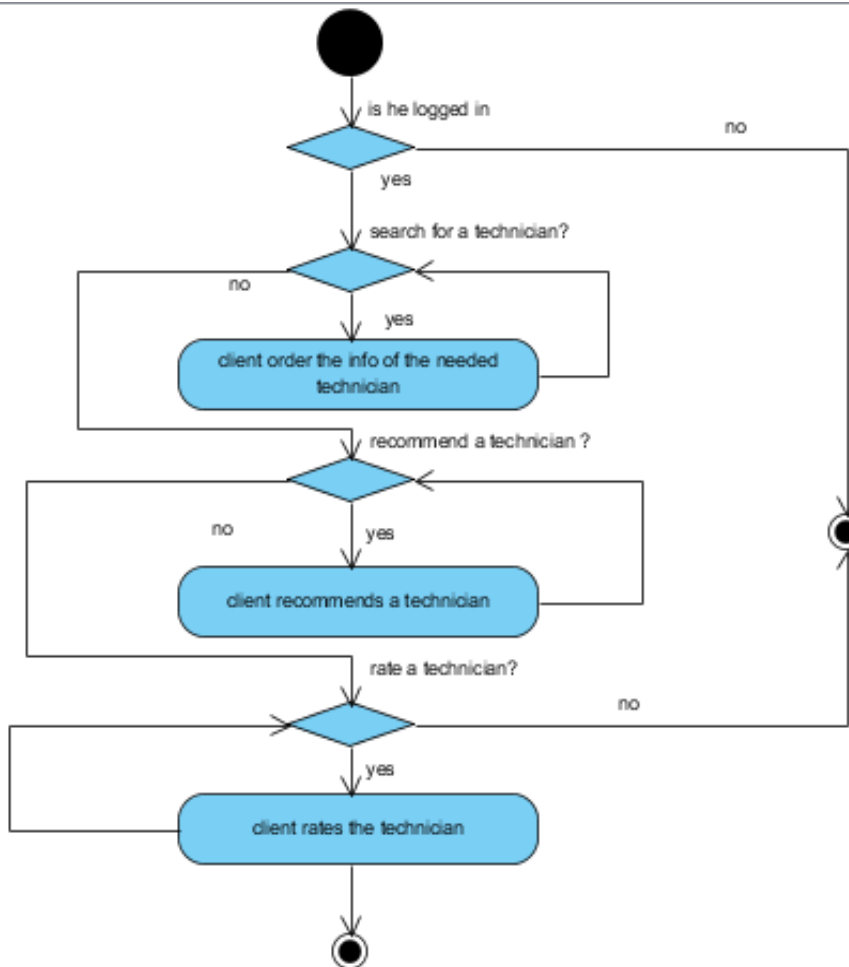 is he logged in
no
yes
search for a technician?
no
yes
client order the info of the needed
technician
recommend a technician ?
no
yes
client recommends a technician
rate a technician?
no
yes
client rates the technician